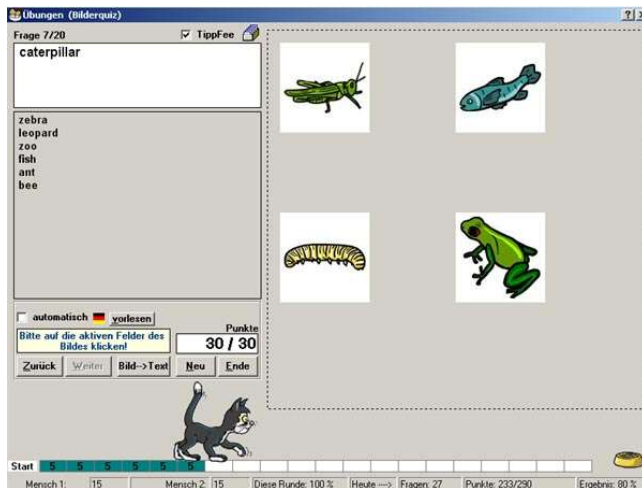 Übungen (Bilderquiz)
Frage 7/20 TippFee
caterpillar
zebra
leopard
zoo
fish
ant
bee
automatisch vorlesen
Bitte auf die aktiven Felder des
Bildes klicken!
Punkte
30 / 30
Zurück Weiter Bild-->Text Neu Ende
Start 5 5 5 5 5 5
Mensch 1: 15 Mensch 2: 15 Diese Runde: 100 % Heute ---> Fragen: 27 Punkte: 233/290 Ergebnis: 80 %